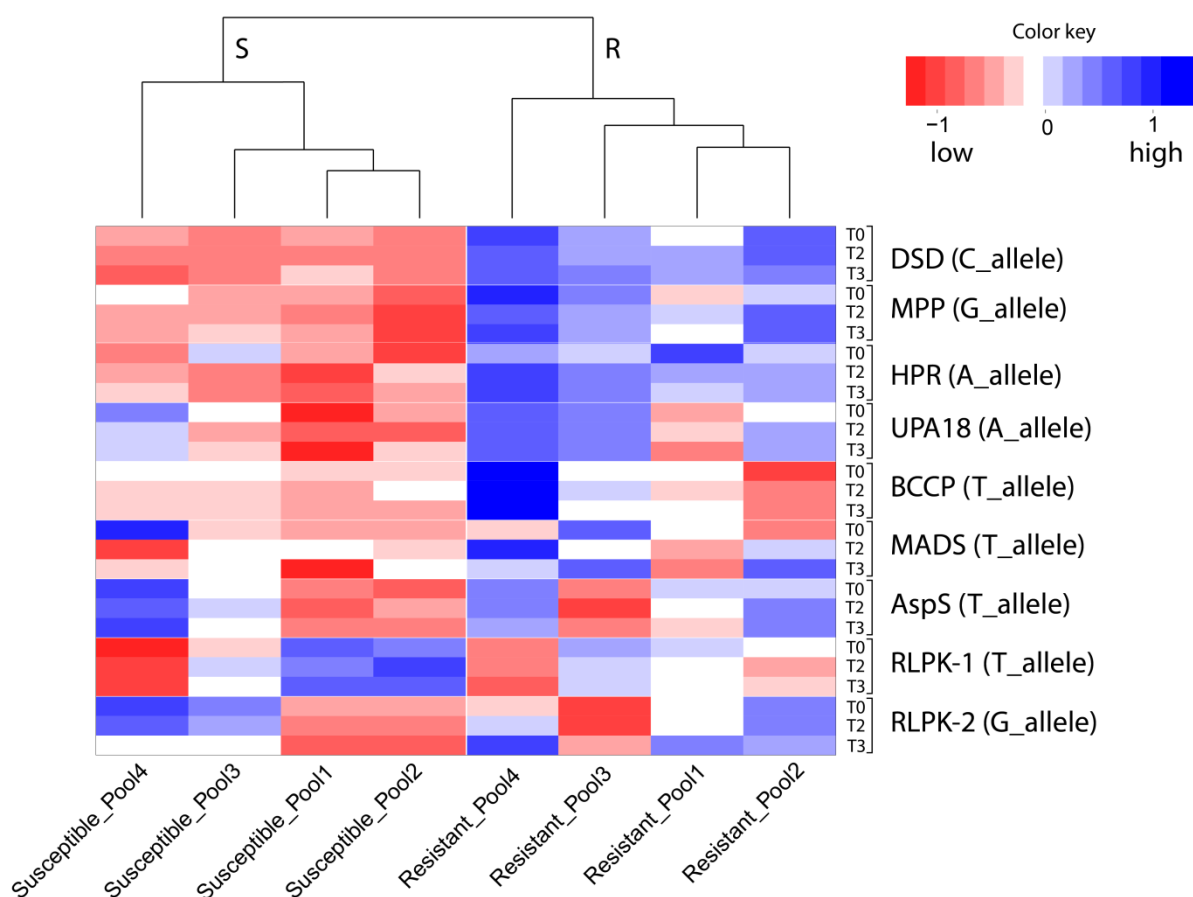 Color key
S
R
−1
0
1
low
high
T0
T2
T3
DSD (C_allele)
T0
T2
T3
MPP (G_allele)
T0
T2
T3
HPR (A_allele)
T0
T2
T3
UPA18 (A_allele)
T0
T2
T3
BCCP (T_allele)
T0
T2
T3
MADS (T_allele)
T0
T2
T3
AspS (T_allele)
T0
T2
T3
RLPK-1 (T_allele)
T0
T2
T3
RLPK-2 (G_allele)
Susceptible_Pool4
Susceptible_Pool3
Susceptible_Pool1
Susceptible_Pool2
Resistant_Pool4
Resistant_Pool3
Resistant_Pool1
Resistant_Pool2